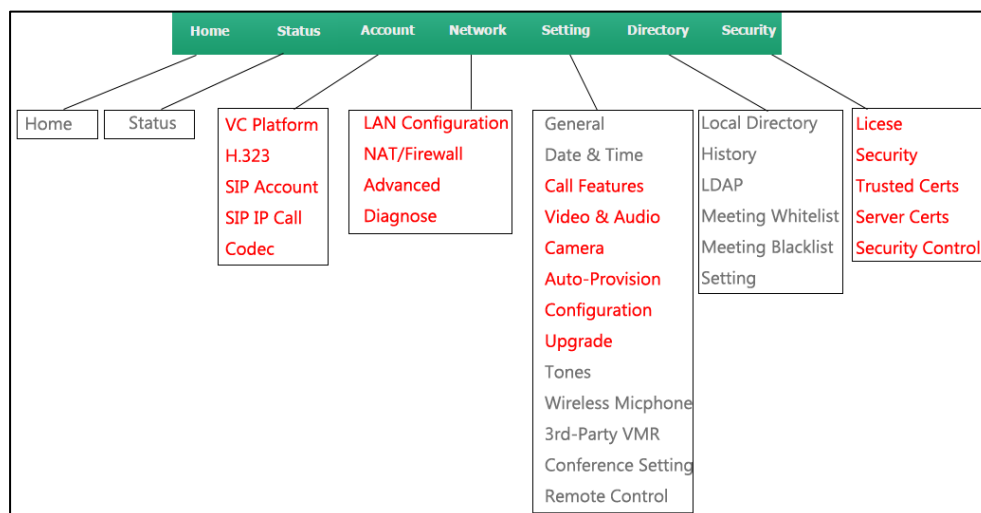 Home Status Account Network Setting Directory Security
Home
Status
VC Platform
H.323
SIP Account
SIP IP Call
Codec
LAN Configuration
NAT/Firewall
Advanced
Diagnose
General
Date & Time
Call Features
Video & Audio
Camera
Auto-Provision
Configuration
Upgrade
Tones
Wireless Micphone
3rd-Party VMR
Conference Setting
Remote Control
Local Directory
History
LDAP
Meeting Whitelist
Meeting Blacklist
Setting
Licese
Security
Trusted Certs
Server Certs
Security Control